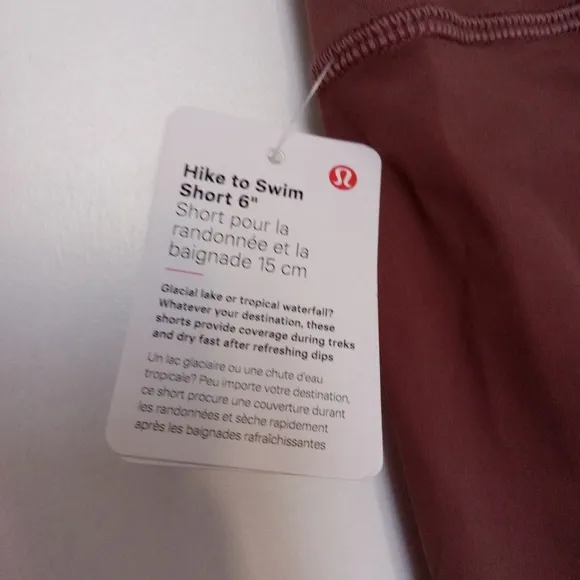 Hike to Swim
Short 6"
Short pour la
randonnée et la
baignade 15 cm
Glacial lake or tropical waterfall?
Whatever your destination, these
shorts provide coverage during treks
and dry fast after refreshing dips
Un lac glaciaire ou une chute d'eau
tropicale? Peu importe votre destination,
ce short procure une couverture durant
les randonnées et sèche rapidement
après les baignades rafraîchissantes